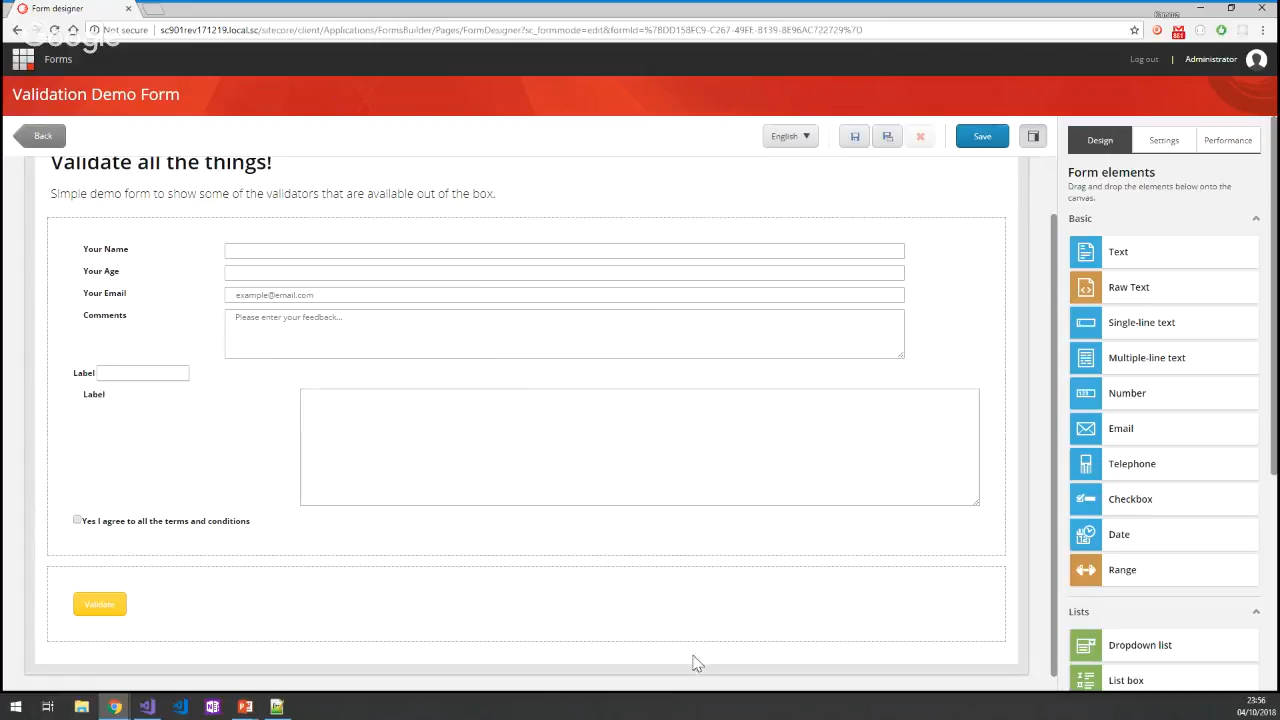 Form designer
Kamruz
Not secure
sc901rev171219.local.sc/sitecore/client/Applications/FormsBuilder/Pages/FormDesigner?sc_formmode=edit&formId=%7BDD158FC9-C267-49FE-8139-8E96AC722729%7D
881
Google
Forms
Log out | Administrator
Validation Demo Form
Back
English ▼
Save
Design
Settings
Performance
Validate all the things!
Simple demo form to show some of the validators that are available out of the box.
Your Name
Your Age
Your Email
example@email.com
Comments
Please enter your feedback...
Label
Label
Yes I agree to all the terms and conditions
Validate
Form elements
Drag and drop the elements below onto the
canvas.
Basic
Text
Raw Text
Single-line text
Multiple-line text
Number
Email
Telephone
Checkbox
Date
Range
Lists
Dropdown list
List box
23:56
04/10/2018